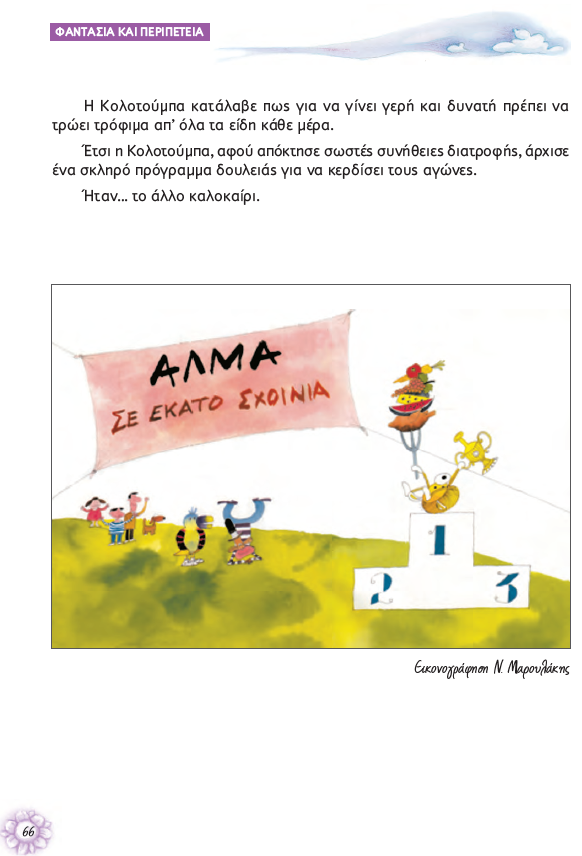 ΦΑΝΤΑΣΙΑ ΚΑΙ ΠΕΡΙΠΕΤΕΙΑ
Η Κολοτούμπα κατάλαβε πως για να γίνει γερή και δυνατή πρέπει να
τρώει τρόφιμα απ’ όλα τα είδη κάθε μέρα.
Έτσι η Κολοτούμπα, αφού απόκτησε σωστές συνήθειες διατροφής, άρχισε
ένα σκληρό πρόγραμμα δουλειάς για να κερδίσει τους αγώνες.
Ήταν... το άλλο καλοκαίρι.
ΑΛΜΑ
ΣΕ ΕΚΑΤΟ ΣΧΟΙΝΙΑ
1
2 3
Εικονογράφηση Ν. Μαρουλάκης
66